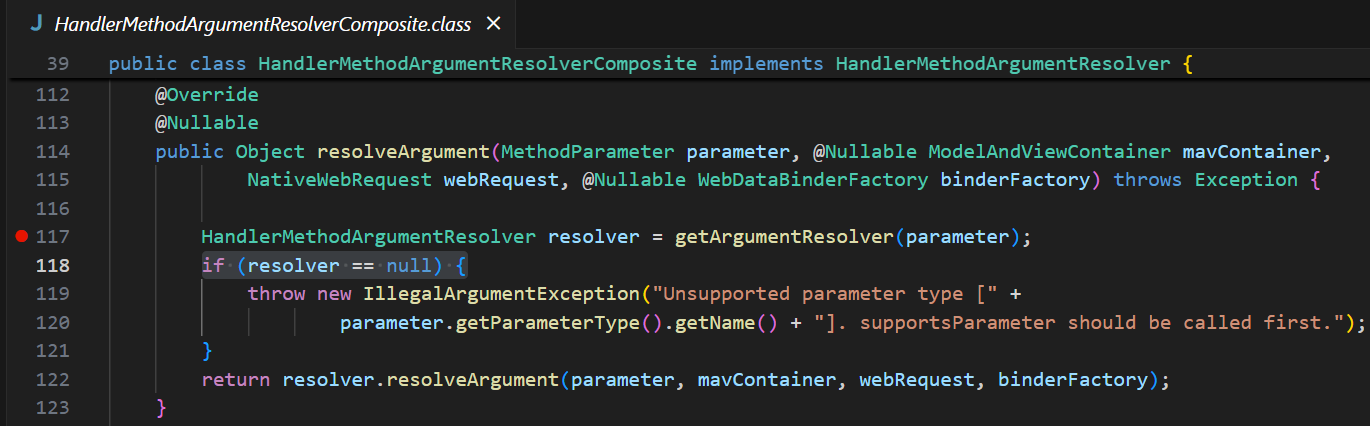 J HandlerMethodArgumentResolverComposite.class ×
39 public class HandlerMethodArgumentResolverComposite implements HandlerMethodArgumentResolver {
112 @Override
113 @Nullable
114 public Object resolveArgument(MethodParameter parameter, @Nullable ModelAndViewContainer mavContainer,
115 NativeWebRequest webRequest, @Nullable WebDataBinderFactory binderFactory) throws Exception {
116
117 HandlerMethodArgumentResolver resolver = getArgumentResolver(parameter);
118 if (resolver == null) {
119 throw new IllegalArgumentException("Unsupported parameter type [" +
120 parameter.getParameterType().getName() + "]. supportsParameter should be called first.");
121 }
122 return resolver.resolveArgument(parameter, mavContainer, webRequest, binderFactory);
123 }